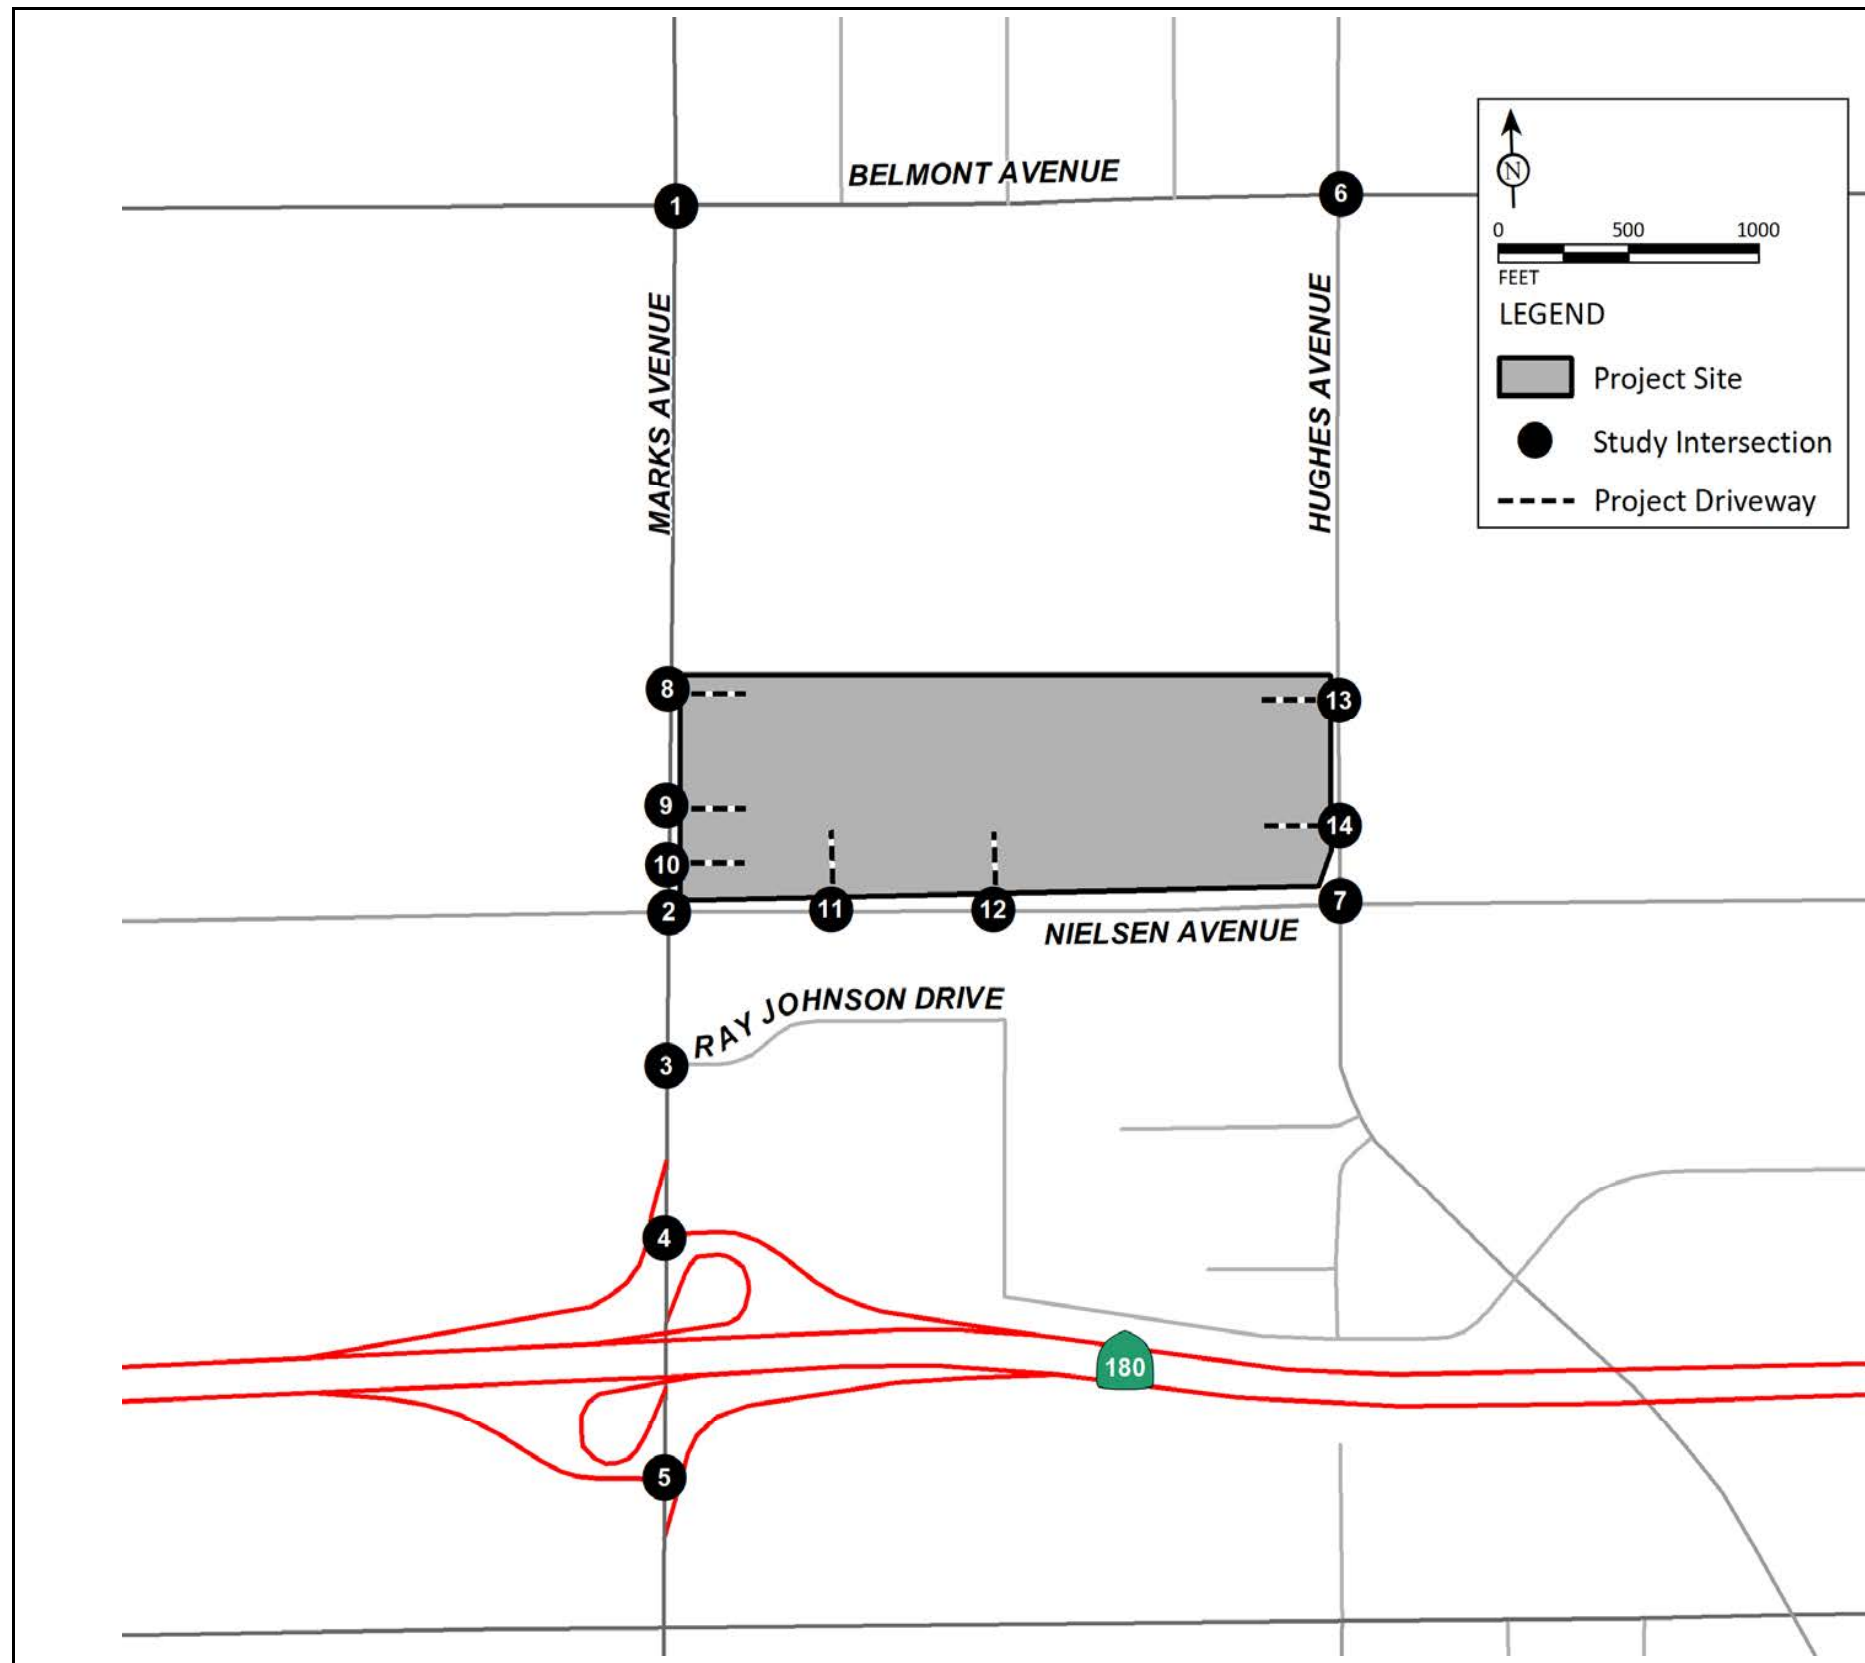 BELMONT AVENUE
1
6
N
0 500 1000
FEET
LEGEND
Project Site
Study Intersection
Project Driveway
MARKS AVENUE
HUGHES AVENUE
8
13
9
14
10
2
11
12
7
NIELSEN AVENUE
RAY JOHNSON DRIVE
3
4
180
5